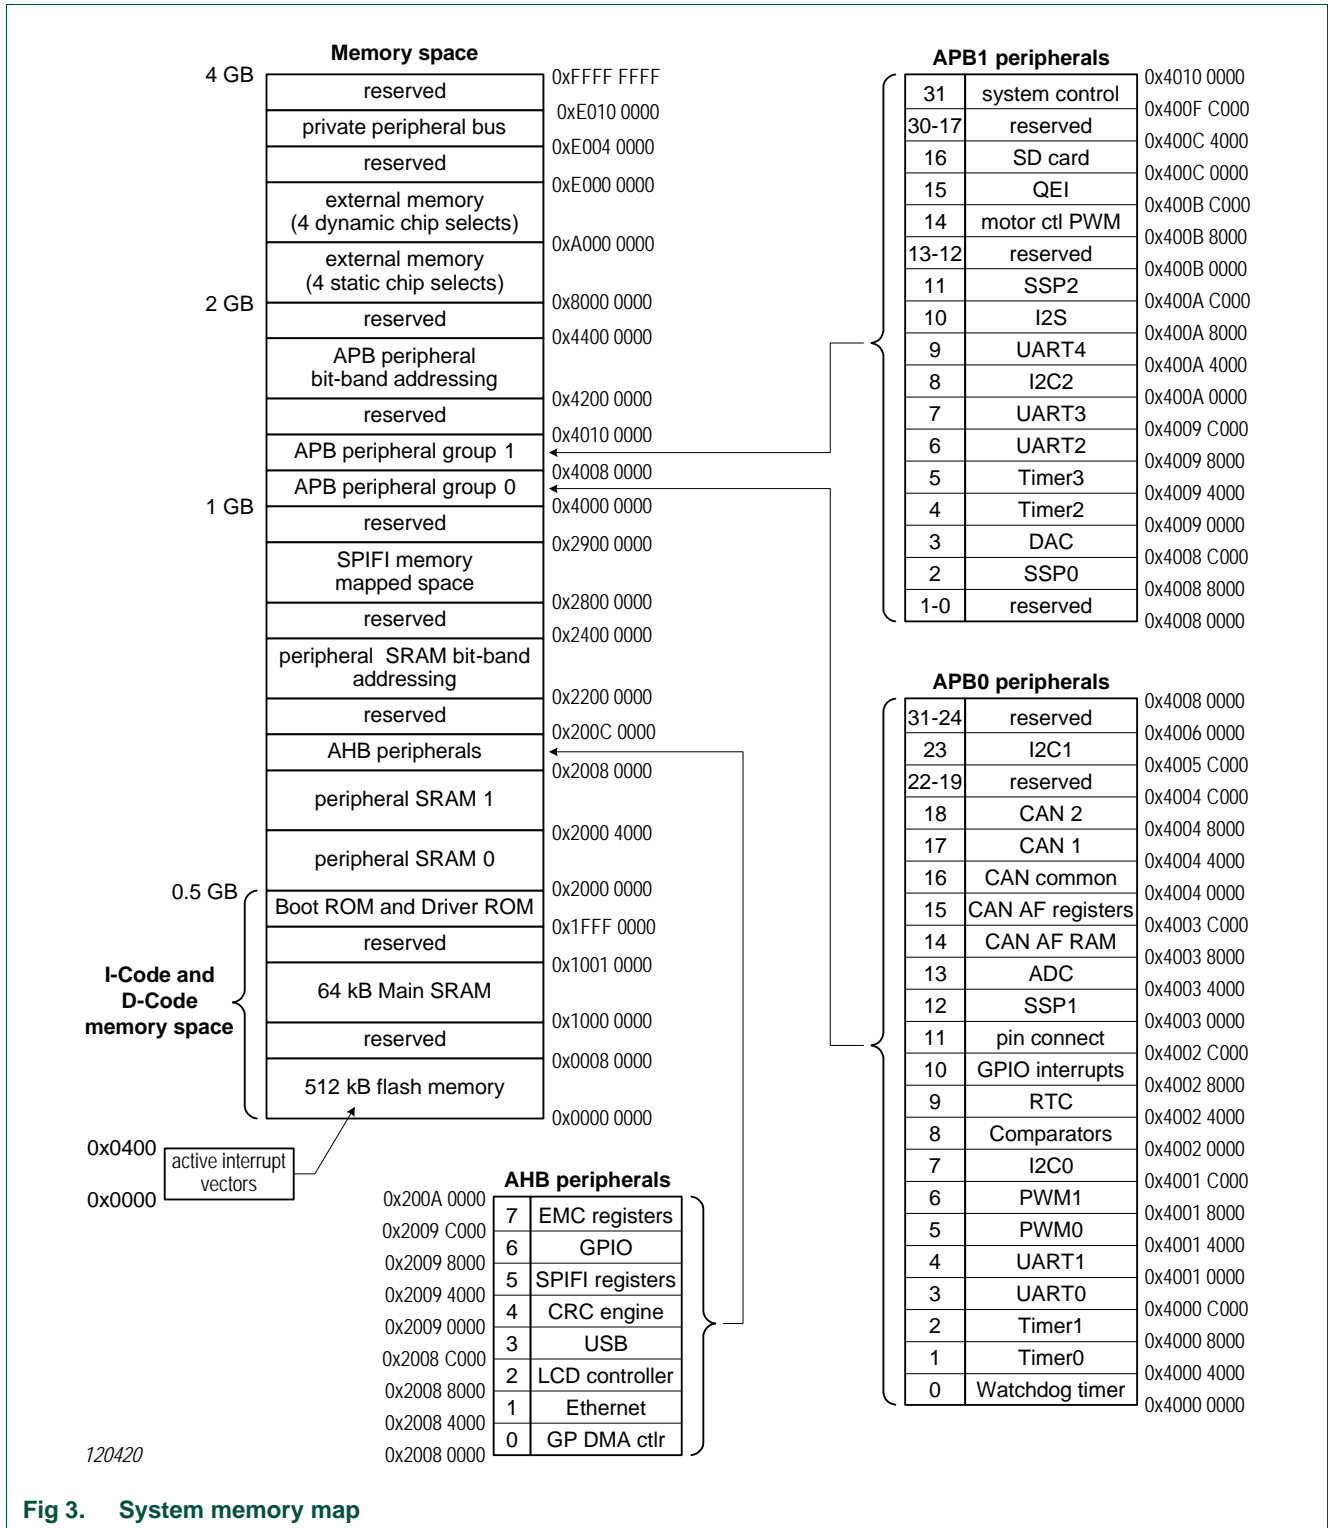 Memory space
4 GB
0xFFFF FFFF
reserved
0xE010 0000
private peripheral bus
0xE004 0000
reserved
0xE000 0000
external memory
(4 dynamic chip selects)
0xA000 0000
external memory
(4 static chip selects)
2 GB
0x8000 0000
reserved
0x4400 0000
APB peripheral
bit-band addressing
0x4200 0000
reserved
0x4010 0000
APB peripheral group 1
0x4008 0000
APB peripheral group 0
1 GB
0x4000 0000
reserved
0x2900 0000
SPIFI memory
mapped space
0x2800 0000
reserved
0x2400 0000
peripheral SRAM bit-band
addressing
0x2200 0000
reserved
0x200C 0000
AHB peripherals
0x2008 0000
peripheral SRAM 1
0x2000 4000
peripheral SRAM 0
0.5 GB
0x2000 0000
Boot ROM and Driver ROM
0x1FFF 0000
reserved
0x1001 0000
I-Code and
D-Code
memory space
64 kB Main SRAM
0x1000 0000
reserved
0x0008 0000
512 kB flash memory
0x0000 0000
0x0400
active interrupt
vectors
0x0000
APB1 peripherals
0x4010 0000
31 system control
0x400F C000
30-17 reserved
0x400C 4000
16 SD card
0x400C 0000
15 QEI
0x400B C000
14 motor ctl PWM
0x400B 8000
13-12 reserved
0x400B 0000
11 SSP2
0x400A C000
10 I2S
0x400A 8000
9 UART4
0x400A 4000
8 I2C2
0x400A 0000
7 UART3
0x4009 C000
6 UART2
0x4009 8000
5 Timer3
0x4009 4000
4 Timer2
0x4009 0000
3 DAC
0x4008 C000
2 SSP0
0x4008 8000
1-0 reserved
0x4008 0000
APB0 peripherals
0x4008 0000
31-24 reserved
0x4006 0000
23 I2C1
0x4005 C000
22-19 reserved
0x4004 C000
18 CAN 2
0x4004 8000
17 CAN 1
0x4004 4000
16 CAN common
0x4004 0000
15 CAN AF registers
0x4003 C000
14 CAN AF RAM
0x4003 8000
13 ADC
0x4003 4000
12 SSP1
0x4003 0000
11 pin connect
0x4002 C000
10 GPIO interrupts
0x4002 8000
9 RTC
0x4002 4000
8 Comparators
0x4002 0000
7 I2C0
0x4001 C000
6 PWM1
0x4001 8000
5 PWM0
0x4001 4000
4 UART1
0x4001 0000
3 UART0
0x4000 C000
2 Timer1
0x4000 8000
1 Timer0
0x4000 4000
0 Watchdog timer
0x4000 0000
AHB peripherals
0x200A 0000
7 EMC registers
0x2009 C000
6 GPIO
0x2009 8000
5 SPIFI registers
0x2009 4000
4 CRC engine
0x2009 0000
3 USB
0x2008 C000
2 LCD controller
0x2008 8000
1 Ethernet
0x2008 4000
0 GP DMA ctlr
0x2008 0000
120420
Fig 3. System memory map